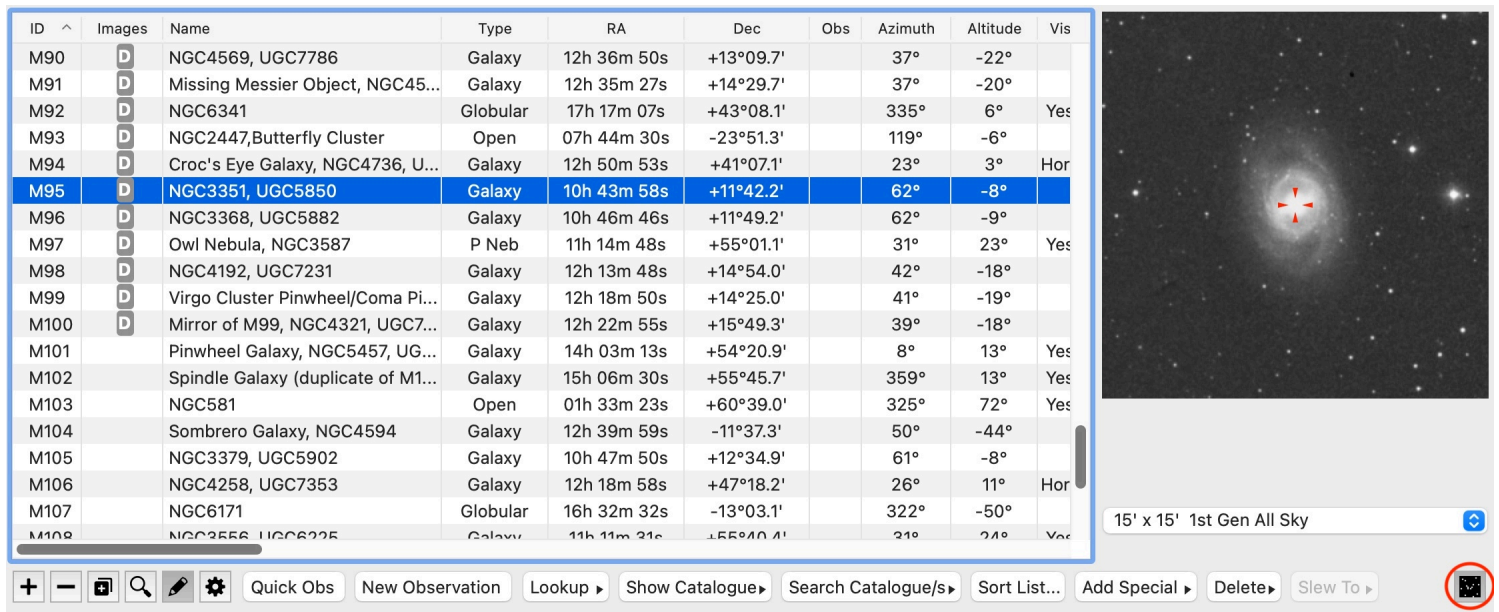 ID Images Name Type RA Dec Obs Azimuth Altitude Vis
M90 D NGC4569, UGC7786 Galaxy 12h 36m 50s +13°09.7' 37° -22°
M91 D Missing Messier Object, NGC45... Galaxy 12h 35m 27s +14°29.7' 37° -20°
M92 D NGC6341 Globular 17h 17m 07s +43°08.1' 335° 6° Yes
M93 D NGC2447,Butterfly Cluster Open 07h 44m 30s -23°51.3' 119° -6°
M94 D Croc's Eye Galaxy, NGC4736, U... Galaxy 12h 50m 53s +41°07.1' 23° 3° Hor
M95 D NGC3351, UGC5850 Galaxy 10h 43m 58s +11°42.2' 62° -8°
M96 D NGC3368, UGC5882 Galaxy 10h 46m 46s +11°49.2' 62° -9°
M97 D Owl Nebula, NGC3587 P Neb 11h 14m 48s +55°01.1' 31° 23° Yes
M98 D NGC4192, UGC7231 Galaxy 12h 13m 48s +14°54.0' 42° -18°
M99 D Virgo Cluster Pinwheel/Coma Pi... Galaxy 12h 18m 50s +14°25.0' 41° -19°
M100 D Mirror of M99, NGC4321, UGC7... Galaxy 12h 22m 55s +15°49.3' 39° -18°
M101 Pinwheel Galaxy, NGC5457, UG... Galaxy 14h 03m 13s +54°20.9' 8° 13° Yes
M102 Spindle Galaxy (duplicate of M1... Galaxy 15h 06m 30s +55°45.7' 359° 13° Yes
M103 NGC581 Open 01h 33m 23s +60°39.0' 325° 72° Yes
M104 Sombrero Galaxy, NGC4594 Galaxy 12h 39m 59s -11°37.3' 50° -44°
M105 NGC3379, UGC5902 Galaxy 10h 47m 50s +12°34.9' 61° -8°
M106 NGC4258, UGC7353 Galaxy 12h 18m 58s +47°18.2' 26° 11° Hor
M107 NGC6171 Globular 16h 32m 32s -13°03.1' 322° -50°
M108 NGC3556, UGC6225 Galaxy 11h 11m 31s +55°40.4' 31° 24° Yes
15' x 15' 1st Gen All Sky
Quick Obs New Observation Lookup Show Catalogue Search Catalogue/s Sort List... Add Special Delete Slew To